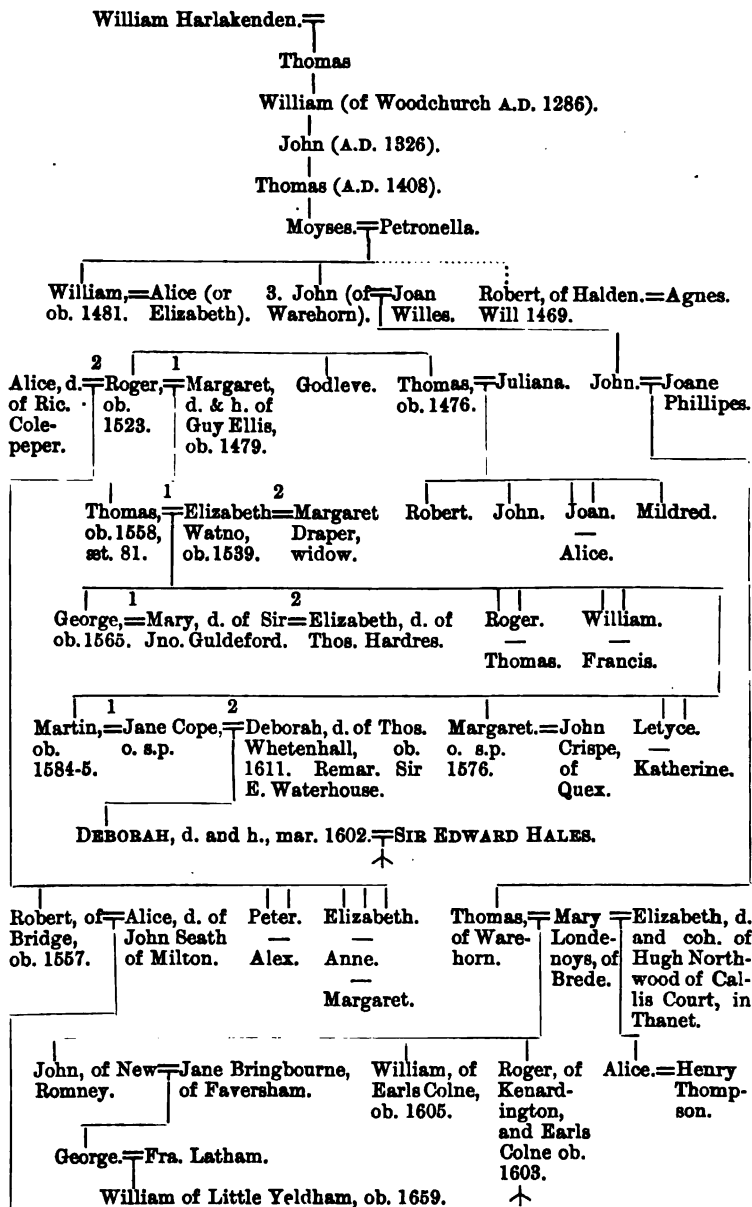 William Harlakenden.
Thomas
William (of Woodchurch A.D. 1286).
John (A.D. 1326).
Thomas (A.D. 1408).
Moyses.=Petronella.
William,=Alice (or 3. John (of=Joan Robert, of Halden.=Agnes.
ob. 1481. Elizabeth). Warehorn). Willes. Will 1469.
2 1
Alice, d.=Roger,=Margaret, Godleve. Thomas,=Juliana. John.=Joane
of Ric. ob. d. & h. of ob. 1476. Phillipes.
Cole- 1523. Guy Ellis,
peper. ob. 1479.
1 2
Thomas,=Elizabeth=Margaret Robert. John. Joan. Mildred.
ob. 1558, Watno, Draper, —
æt. 81. ob. 1539. widow. Alice.
1 2
George,=Mary, d. of Sir=Elizabeth, d. of Roger. William.
ob. 1565. Jno. Guldeford. Thos. Hardres. — —
Thomas. Francis.
1 2
Martin,=Jane Cope,=Deborah, d. of Thos. Margaret.=John Letyce.
ob. o. s.p. Whetenhall, ob. o. s.p. Crispe, —
1584-5. 1611. Remar. Sir 1576. of Katherine.
E. Waterhouse. Quex.
DEBORAH, d. and h., mar. 1602.=SIR EDWARD HALES.
Robert, of=Alice, d. of Peter. Elizabeth. Thomas,=Mary=Elizabeth, d.
Bridge, John Seath — — of Ware- Londe- and coh. of
ob. 1557. of Milton. Alex. Anne. horn. noys, of Hugh North-
— Brede. wood of Cal-
Margaret. lis Court, in
Thanet.
John, of New=Jane Bringbourne, William, of Roger, of Alice.=Henry
Romney. of Faversham. Earls Colne, Kenard- Thomp-
ob. 1605. ington, son.
and Earls
George.=Fra. Latham. Colne ob.
1603.
William of Little Yeldham, ob. 1659.